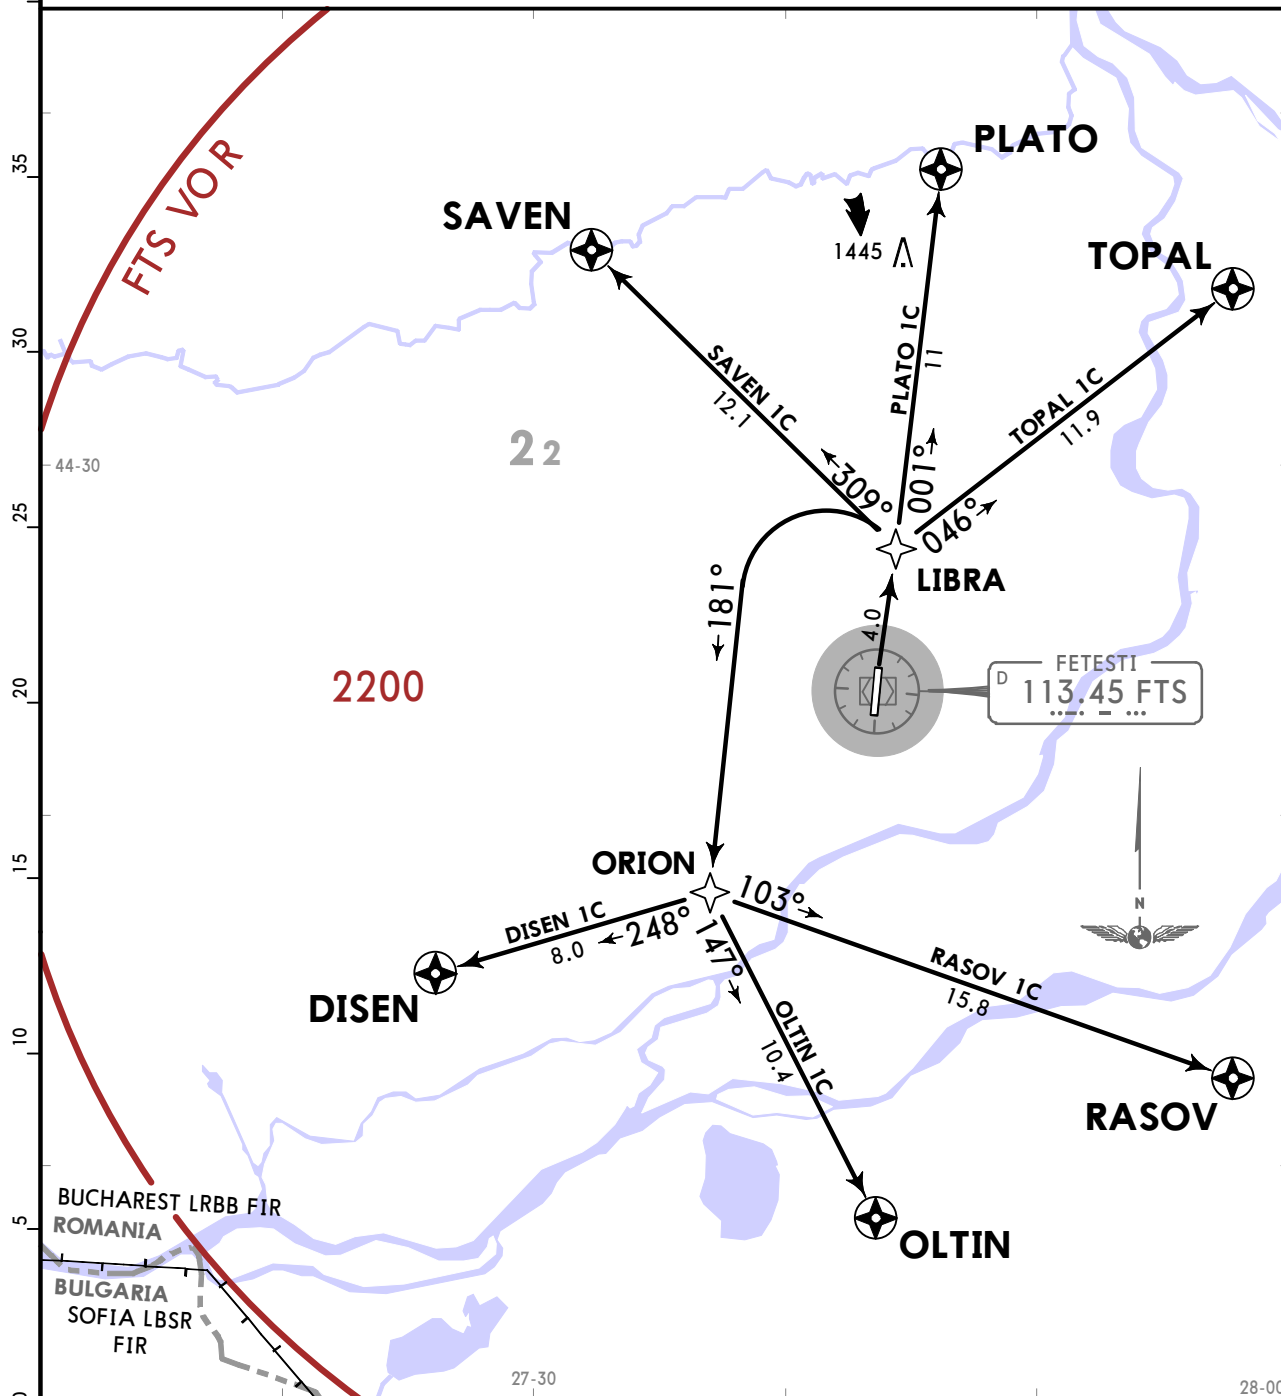 PLATO
35
FTS VOR
SAVEN
1445
TOPAL
30
PLATO 1C
11
SAVEN 1C
12.1
TOPAL 1C
11.9
22
44-30
309°
001°
046°
25
LIBRA
181°
4.0
FETESTI
D
113.45 FTS
2200
20
15
ORION
103°
N
DISEN 1C
248°
8.0
147°
RASOV 1C
15.8
DISEN
OLTIN 1C
10.4
10
RASOV
BUCHAREST LRBB FIR
ROMANIA
5
OLTIN
BULGARIA
SOFIA LBSR
FIR
27-30
28-00